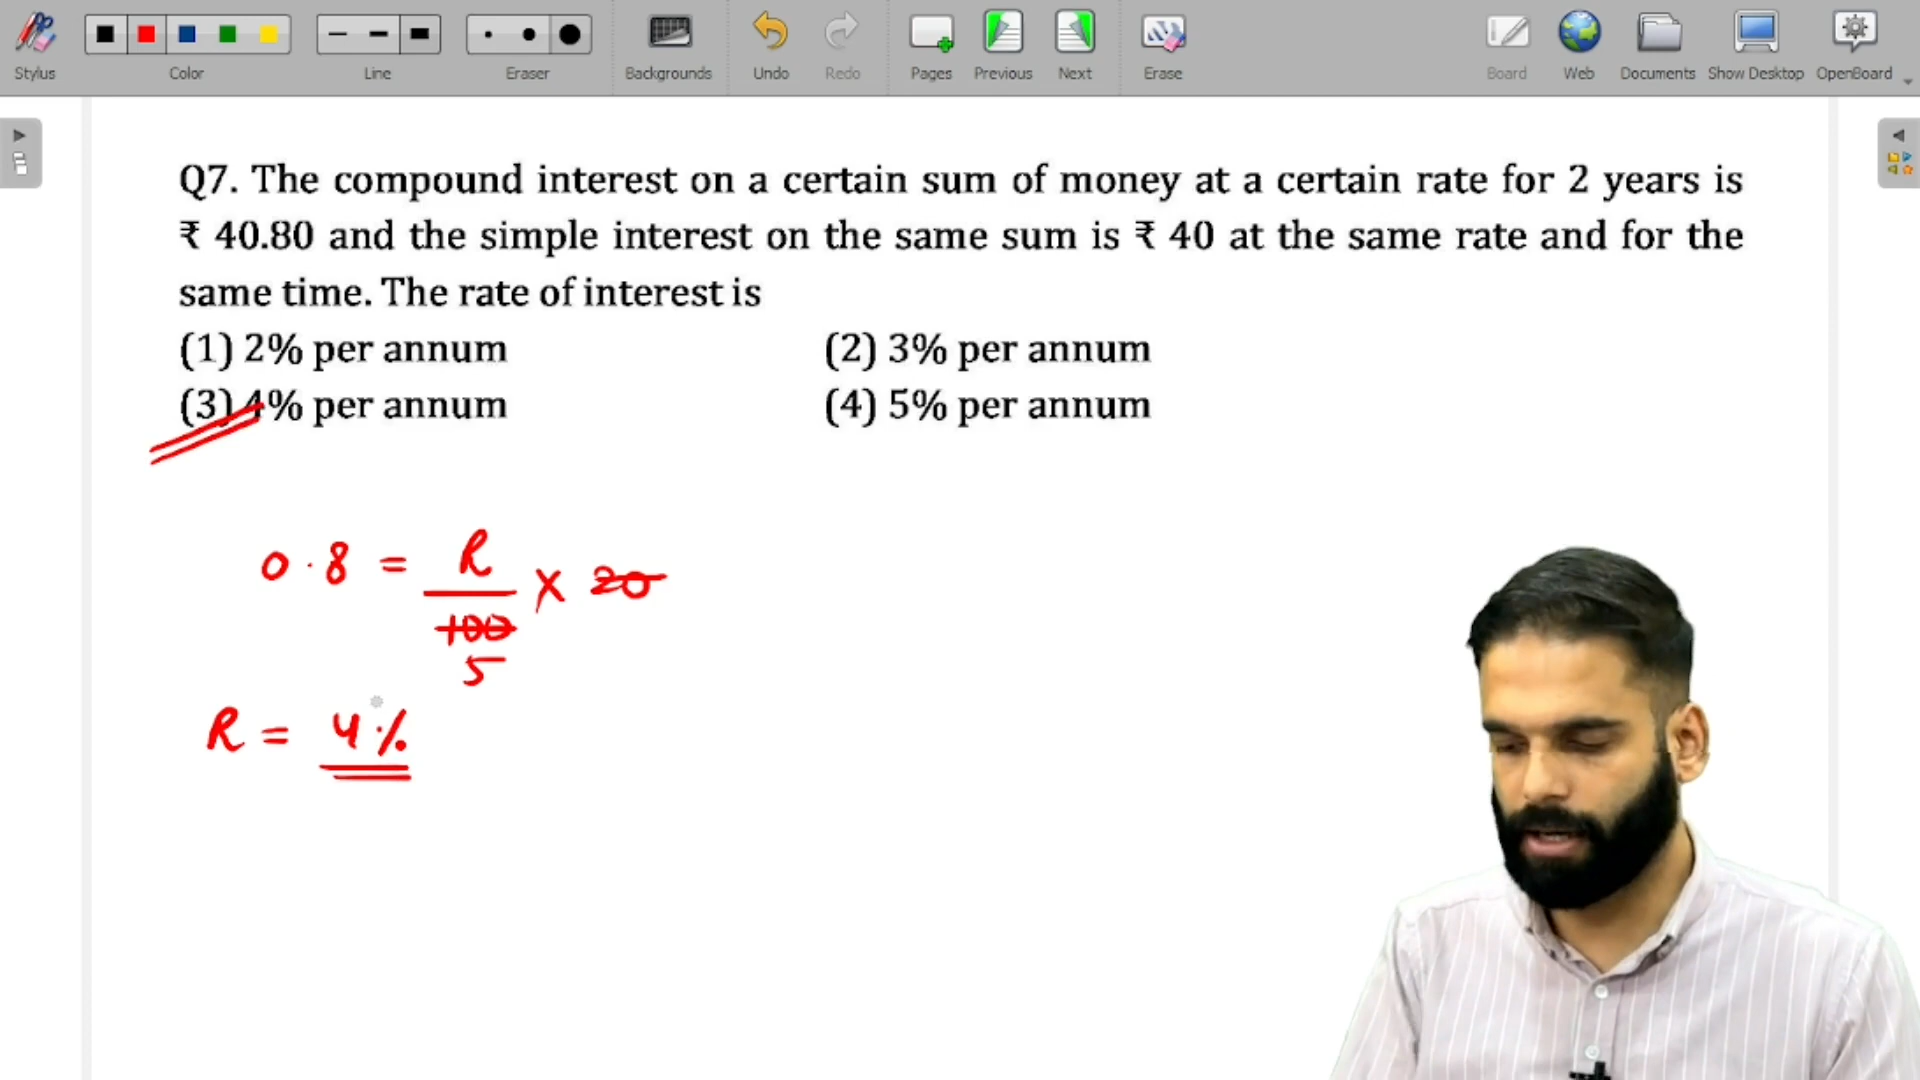 Stylus Color Line Eraser Backgrounds Undo Redo Pages Previous Next Erase Board Web Documents Show Desktop OpenBoard
Q7. The compound interest on a certain sum of money at a certain rate for 2 years is
₹ 40.80 and the simple interest on the same sum is ₹ 40 at the same rate and for the
same time. The rate of interest is
(1) 2% per annum (2) 3% per annum
(3) 4% per annum (4) 5% per annum
0.8 = R/100 × 20
5
R = 4%